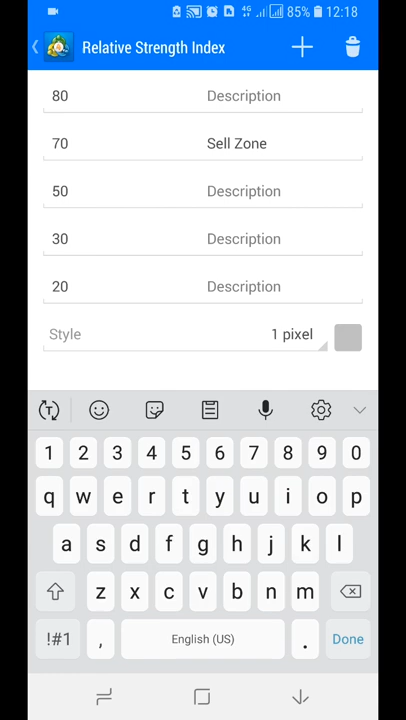 4G 85% 12:18
Relative Strength Index
80 Description
70 Sell Zone
50 Description
30 Description
20 Description
Style 1 pixel
T
1 2 3 4 5 6 7 8 9 0
q w e r t y u i o p
a s d f g h j k l
z x c v b n m
!#1 , English (US) . Done